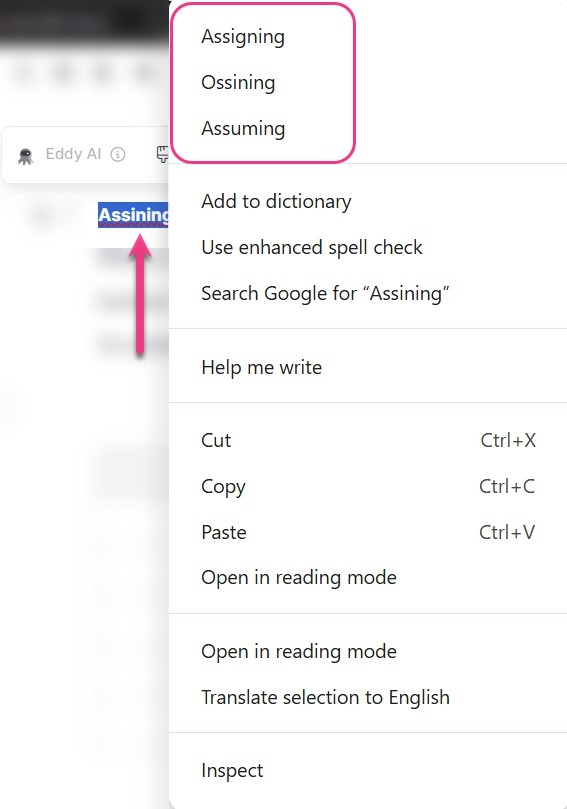 Assigning
Ossining
Assuming
Eddy AI
Assining
Add to dictionary
Use enhanced spell check
Search Google for “Assining”
Help me write
Cut Ctrl+X
Copy Ctrl+C
Paste Ctrl+V
Open in reading mode
Open in reading mode
Translate selection to English
Inspect